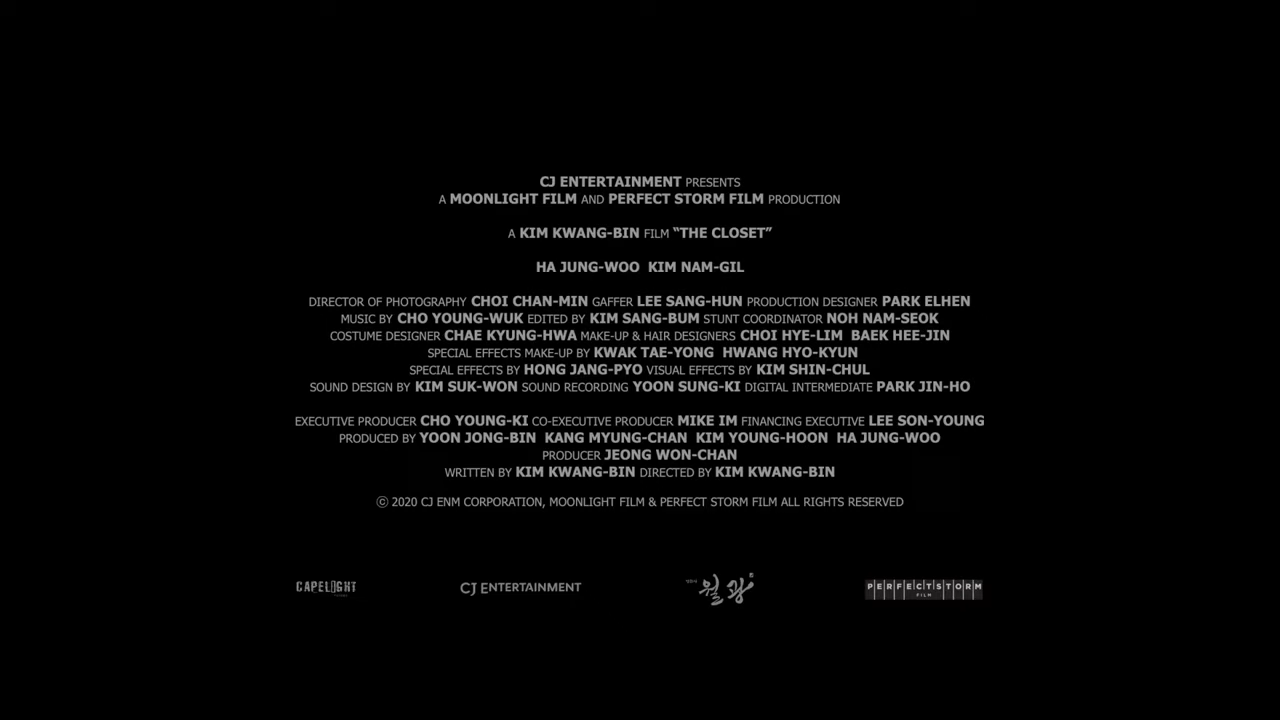 CJ ENTERTAINMENT PRESENTS
A MOONLIGHT FILM AND PERFECT STORM FILM PRODUCTION
A KIM KWANG-BIN FILM “THE CLOSET”
HA JUNG-WOO KIM NAM-GIL
DIRECTOR OF PHOTOGRAPHY CHOI CHAN-MIN GAFFER LEE SANG-HUN PRODUCTION DESIGNER PARK ELHEN
MUSIC BY CHO YOUNG-WUK EDITED BY KIM SANG-BUM STUNT COORDINATOR NOH NAM-SEOK
COSTUME DESIGNER CHAE KYUNG-HWA MAKE-UP & HAIR DESIGNERS CHOI HYE-LIM BAEK HEE-JIN
SPECIAL EFFECTS MAKE-UP BY KWAK TAE-YONG HWANG HYO-KYUN
SPECIAL EFFECTS BY HONG JANG-PYO VISUAL EFFECTS BY KIM SHIN-CHUL
SOUND DESIGN BY KIM SUK-WON SOUND RECORDING YOON SUNG-KI DIGITAL INTERMEDIATE PARK JIN-HO
EXECUTIVE PRODUCER CHO YOUNG-KI CO-EXECUTIVE PRODUCER MIKE IM FINANCING EXECUTIVE LEE SON-YOUNG
PRODUCED BY YOON JONG-BIN KANG MYUNG-CHAN KIM YOUNG-HOON HA JUNG-WOO
PRODUCER JEONG WON-CHAN
WRITTEN BY KIM KWANG-BIN DIRECTED BY KIM KWANG-BIN
© 2020 CJ ENM CORPORATION, MOONLIGHT FILM & PERFECT STORM FILM ALL RIGHTS RESERVED
CAPELIGHT CJ ENTERTAINMENT 월광 PERFECTSTORM
FILM